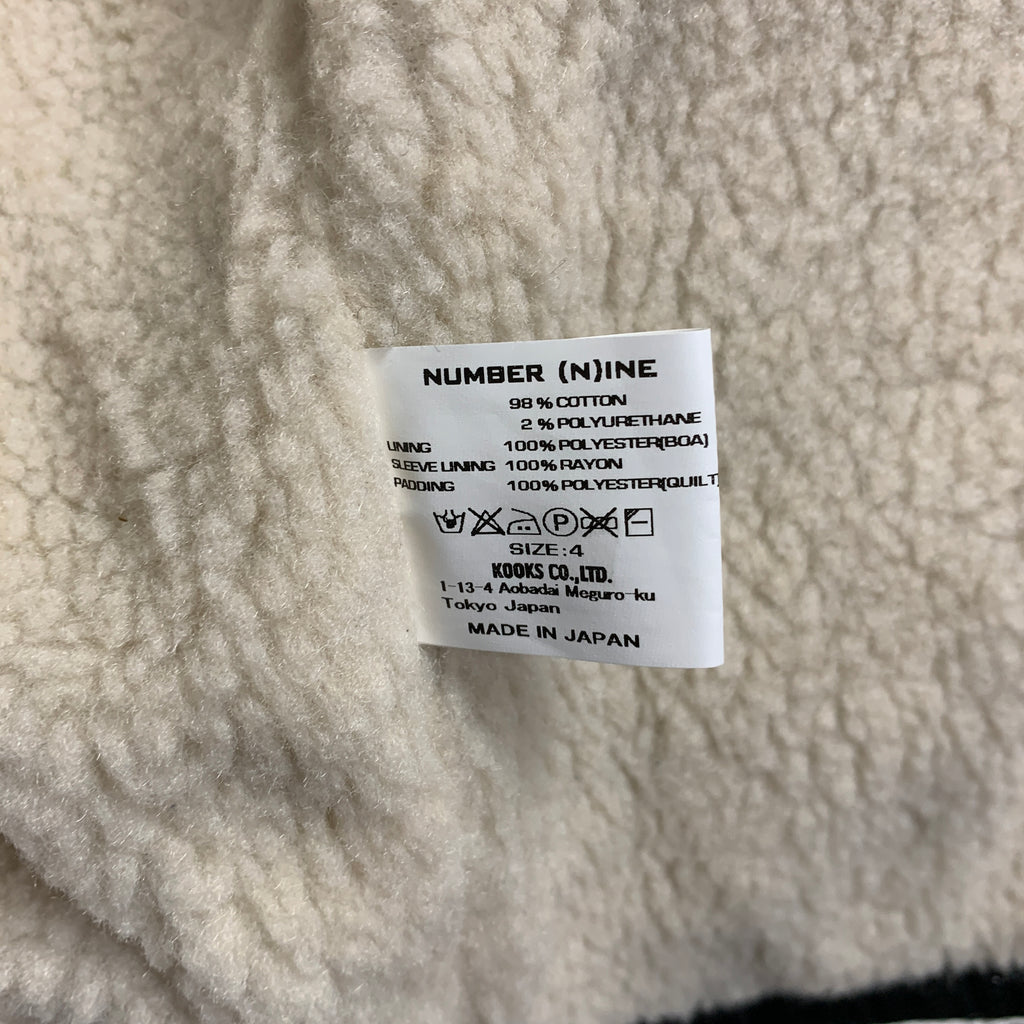 NUMBER (N)INE
98% COTTON
2% POLYURETHANE
LINING 100% POLYESTER(BOA)
SLEEVE LINING 100% RAYON
PADDING 100% POLYESTER(QUILT)
P
SIZE:4
KOOKS CO.,LTD.
1-13-4 Aobadai Meguro-ku
Tokyo Japan
MADE IN JAPAN